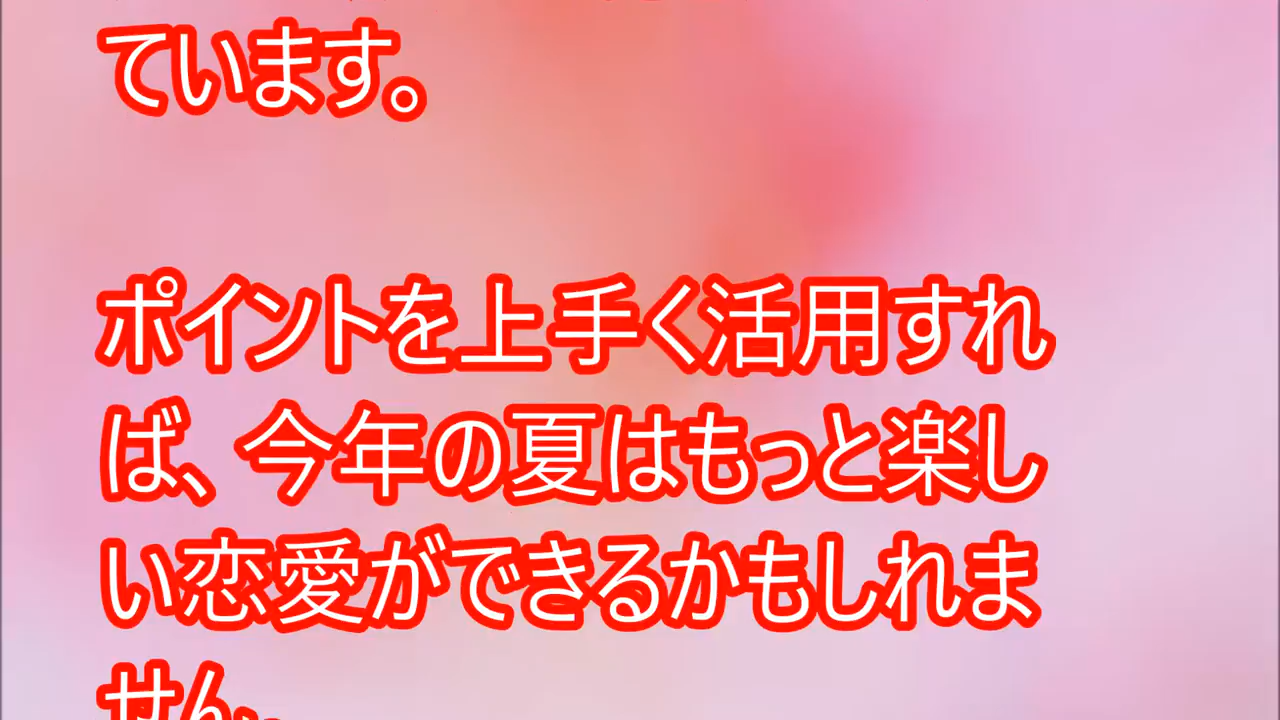 ています。
ポイントを上手く活用すれ
ば、今年の夏はもっと楽し
い恋愛ができるかもしれま
せん。